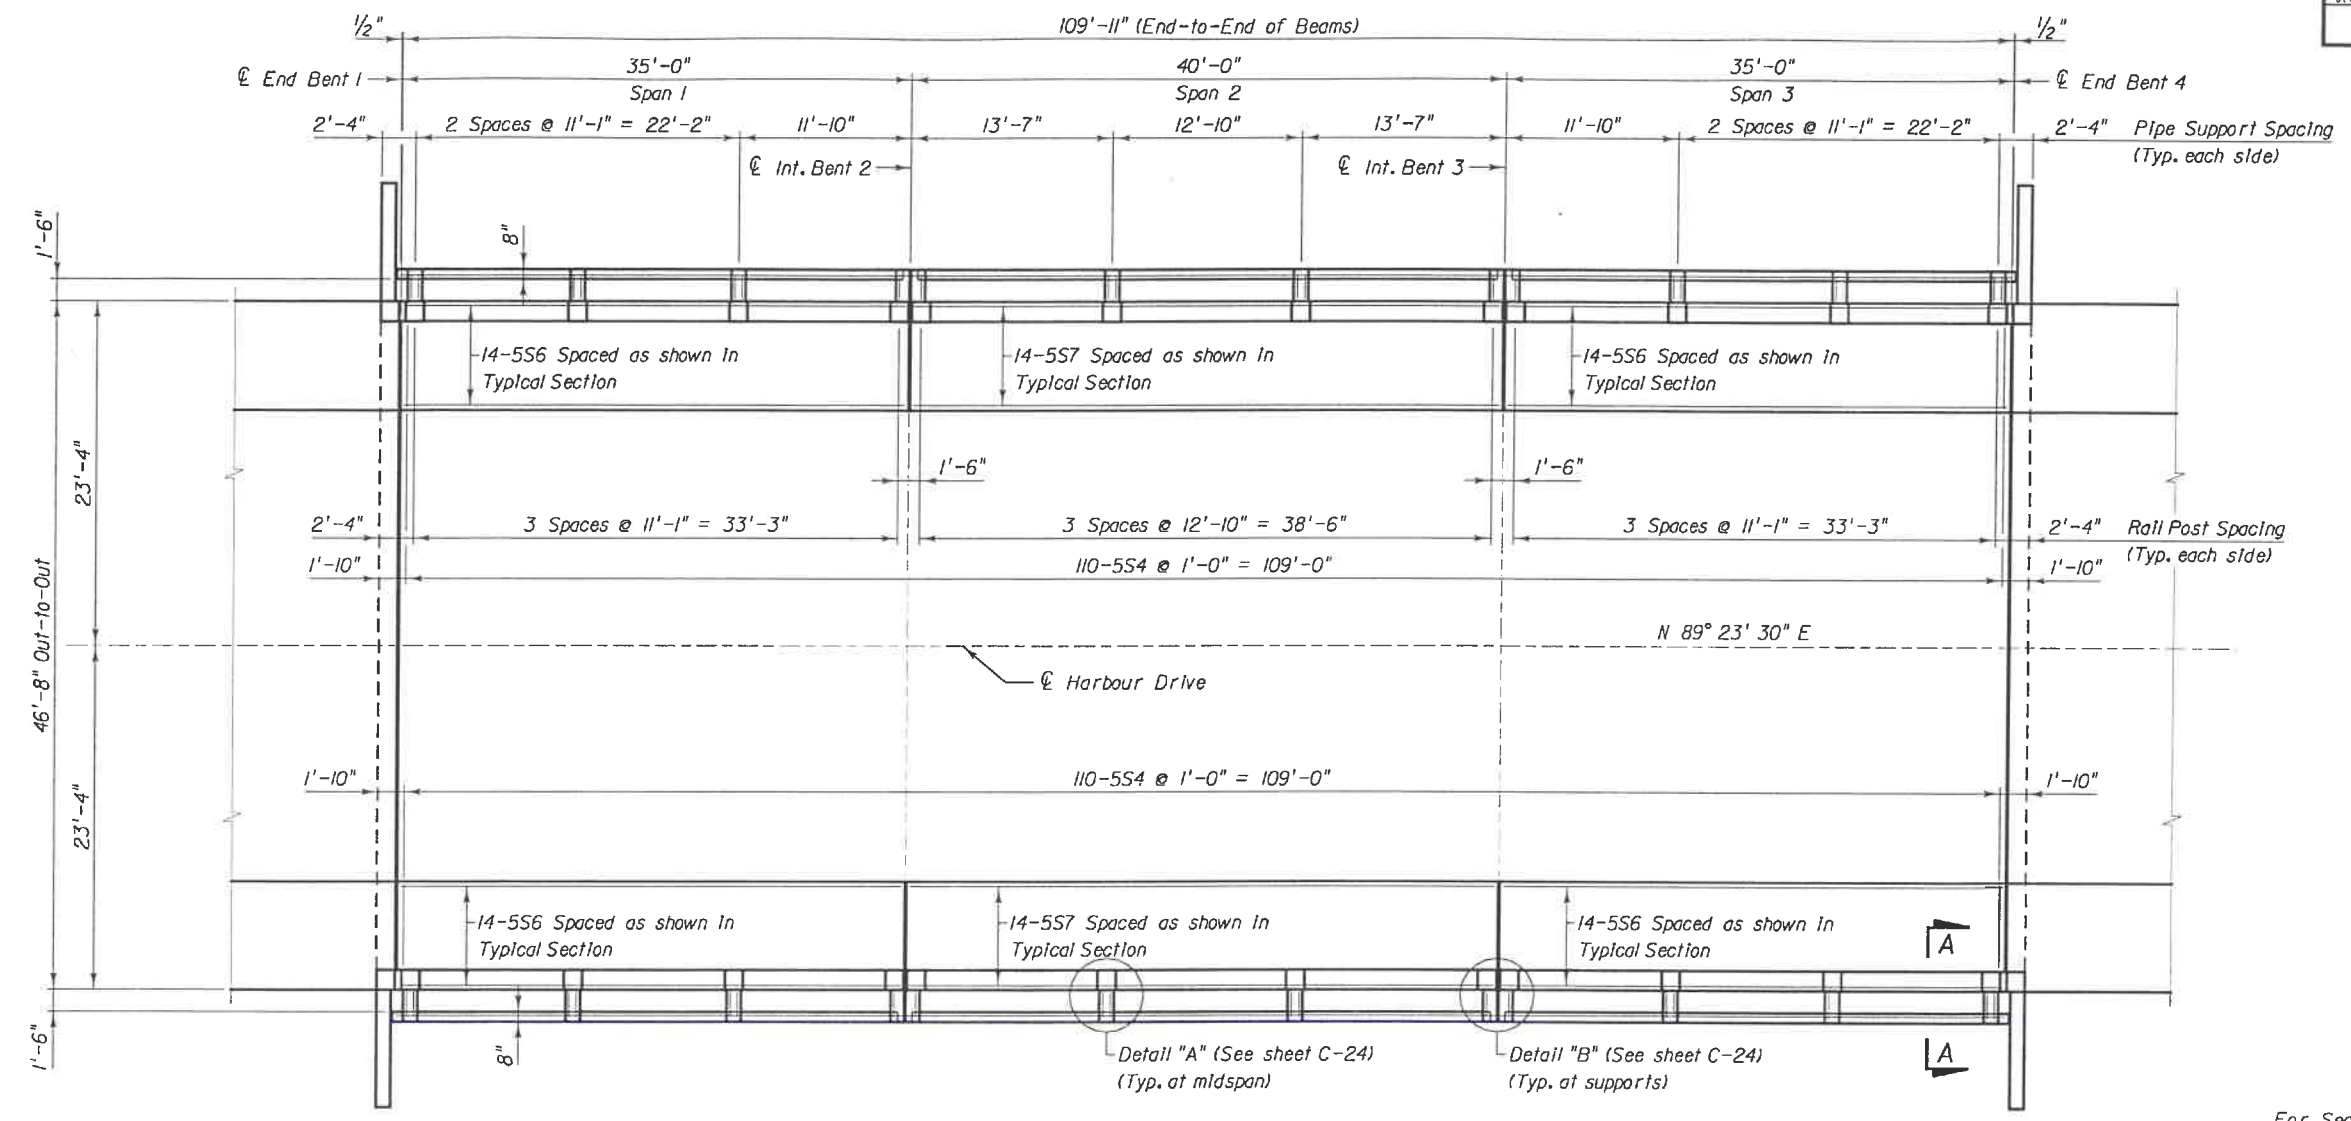 1/2" 109'-11" (End-to-End of Beams) 1/2"
℄ End Bent 1 35'-0" 40'-0" 35'-0" ℄ End Bent 4
Span 1 Span 2 Span 3
2'-4" 2 Spaces @ 11'-1" = 22'-2" 11'-10" 13'-7" 12'-10" 13'-7" 11'-10" 2 Spaces @ 11'-1" = 22'-2" 2'-4" Pipe Support Spacing
(Typ. each side)
℄ Int. Bent 2 ℄ Int. Bent 3
1'-6"
8"
14-5S6 Spaced as shown in
Typical Section
14-5S7 Spaced as shown in
Typical Section
14-5S6 Spaced as shown in
Typical Section
1'-6" 1'-6"
23'-4"
2'-4" 3 Spaces @ 11'-1" = 33'-3" 3 Spaces @ 12'-10" = 38'-6" 3 Spaces @ 11'-1" = 33'-3" 2'-4" Rail Post Spacing
(Typ. each side)
1'-10" 110-5S4 @ 1'-0" = 109'-0" 1'-10"
46'-8" Out-to-Out
N 89° 23' 30" E
℄ Harbour Drive
1'-10" 110-5S4 @ 1'-0" = 109'-0" 1'-10"
23'-4"
14-5S6 Spaced as shown in
Typical Section
14-5S7 Spaced as shown in
Typical Section
14-5S6 Spaced as shown in
Typical Section
A
1'-6"
8"
Detail "A" (See sheet C-24)
(Typ. at midspan)
Detail "B" (See sheet C-24)
(Typ. at supports)
A